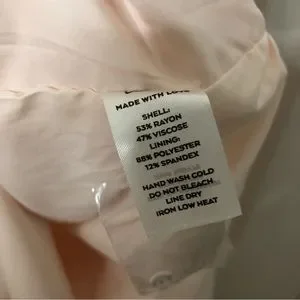 MADE WITH LOVE
SHELL:
53% RAYON
47% VISCOSE
LINING:
88% POLYESTER
12% SPANDEX
HAND WASH COLD
DO NOT BLEACH
LINE DRY
IRON LOW HEAT